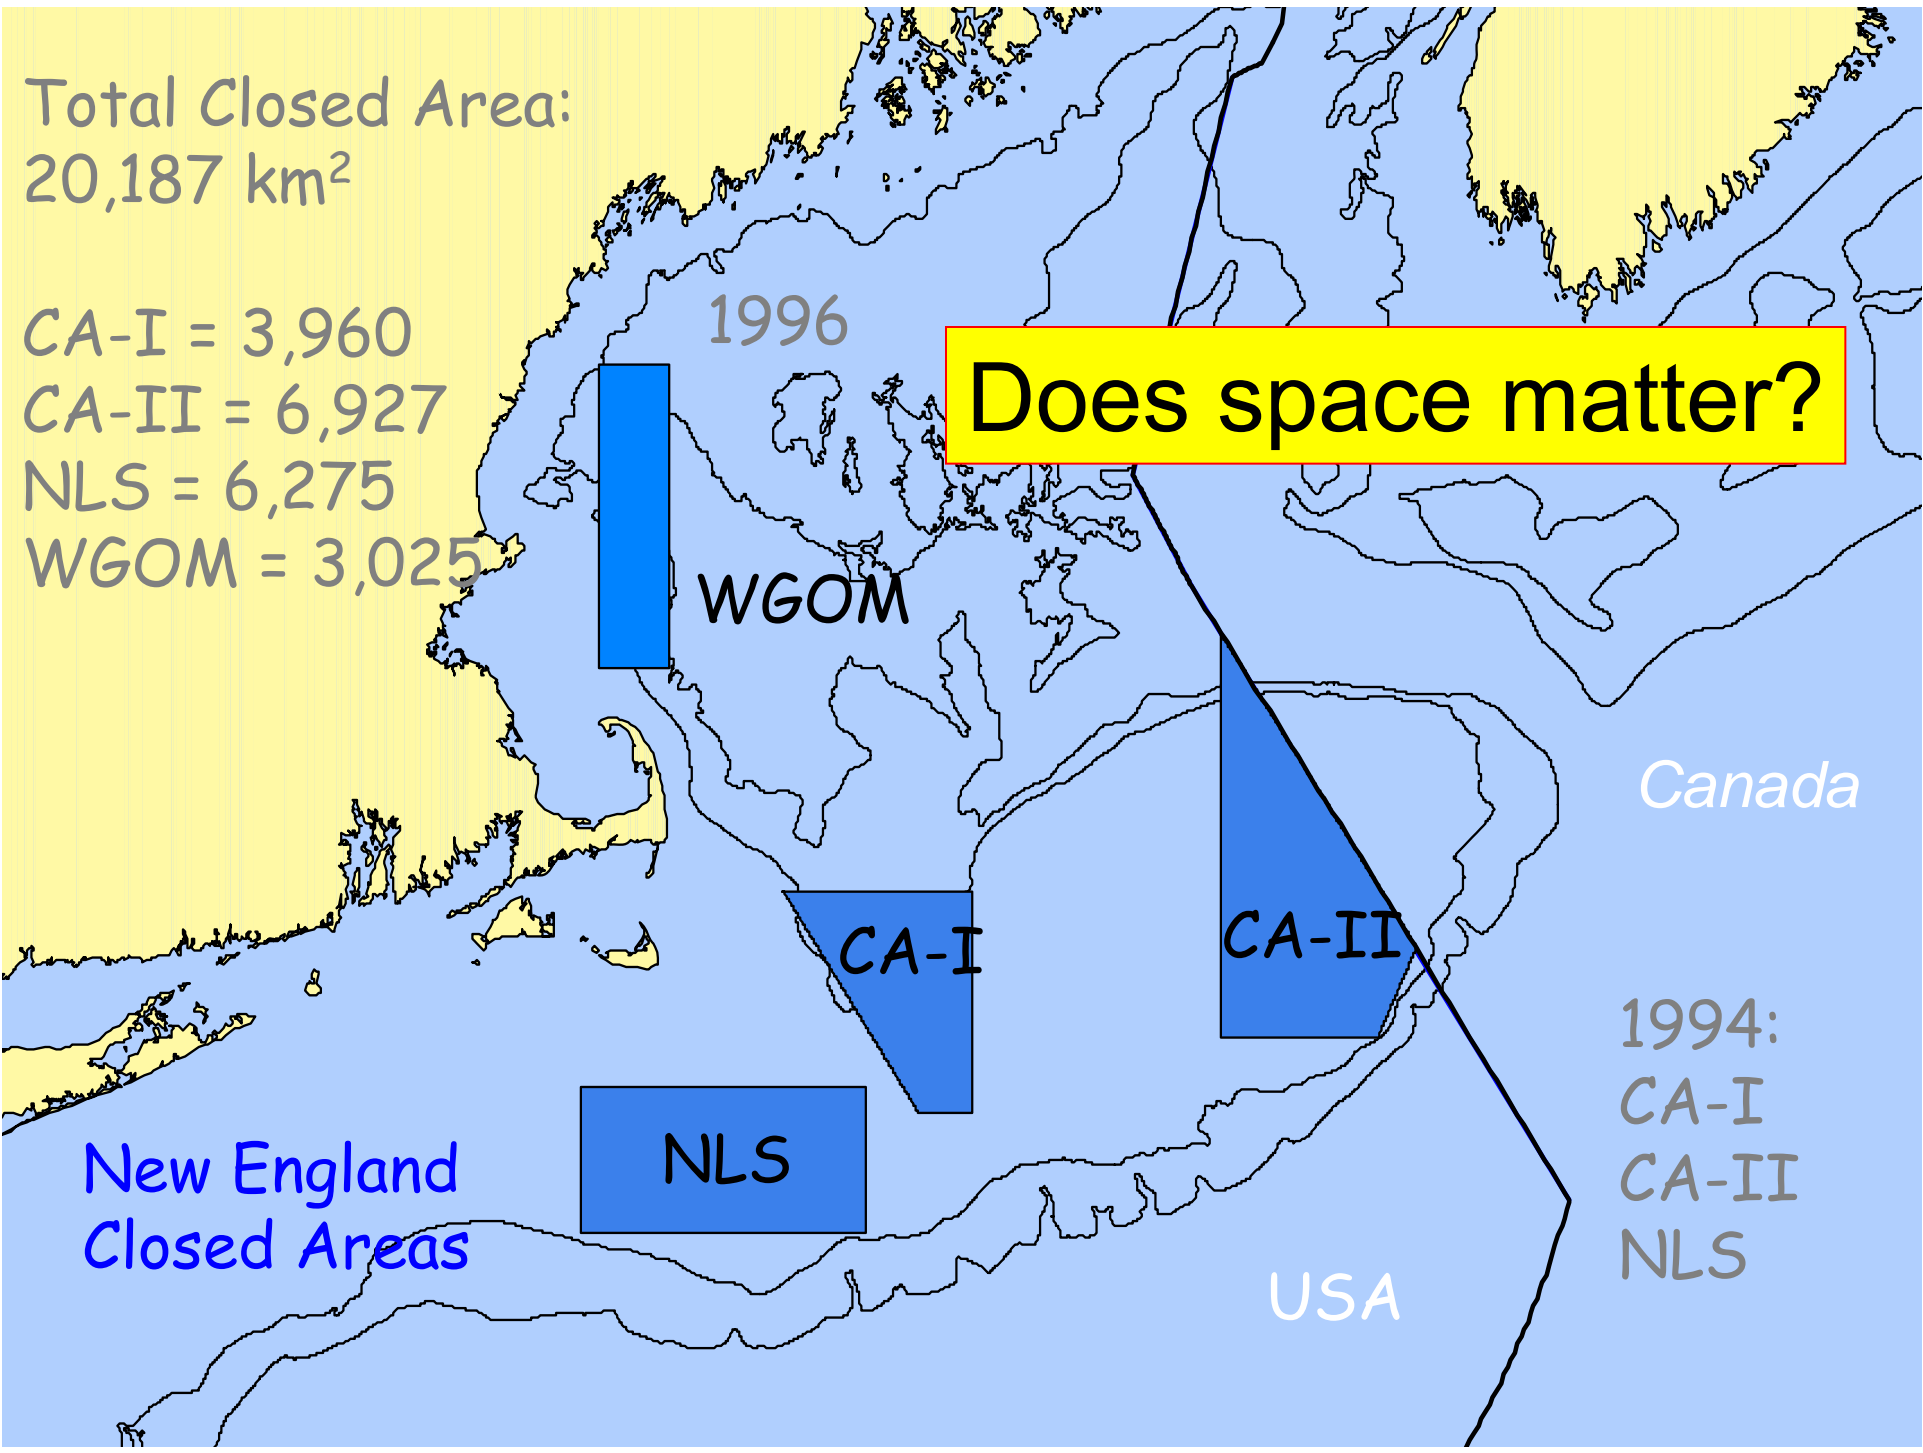 Total Closed Area:
20,187 km²
CA-I = 3,960
CA-II = 6,927
NLS = 6,275
WGOM = 3,025
1996
Does space matter?
WGOM
Canada
CA-I
CA-II
1994:
CA-I
CA-II
NLS
NLS
New England
Closed Areas
USA